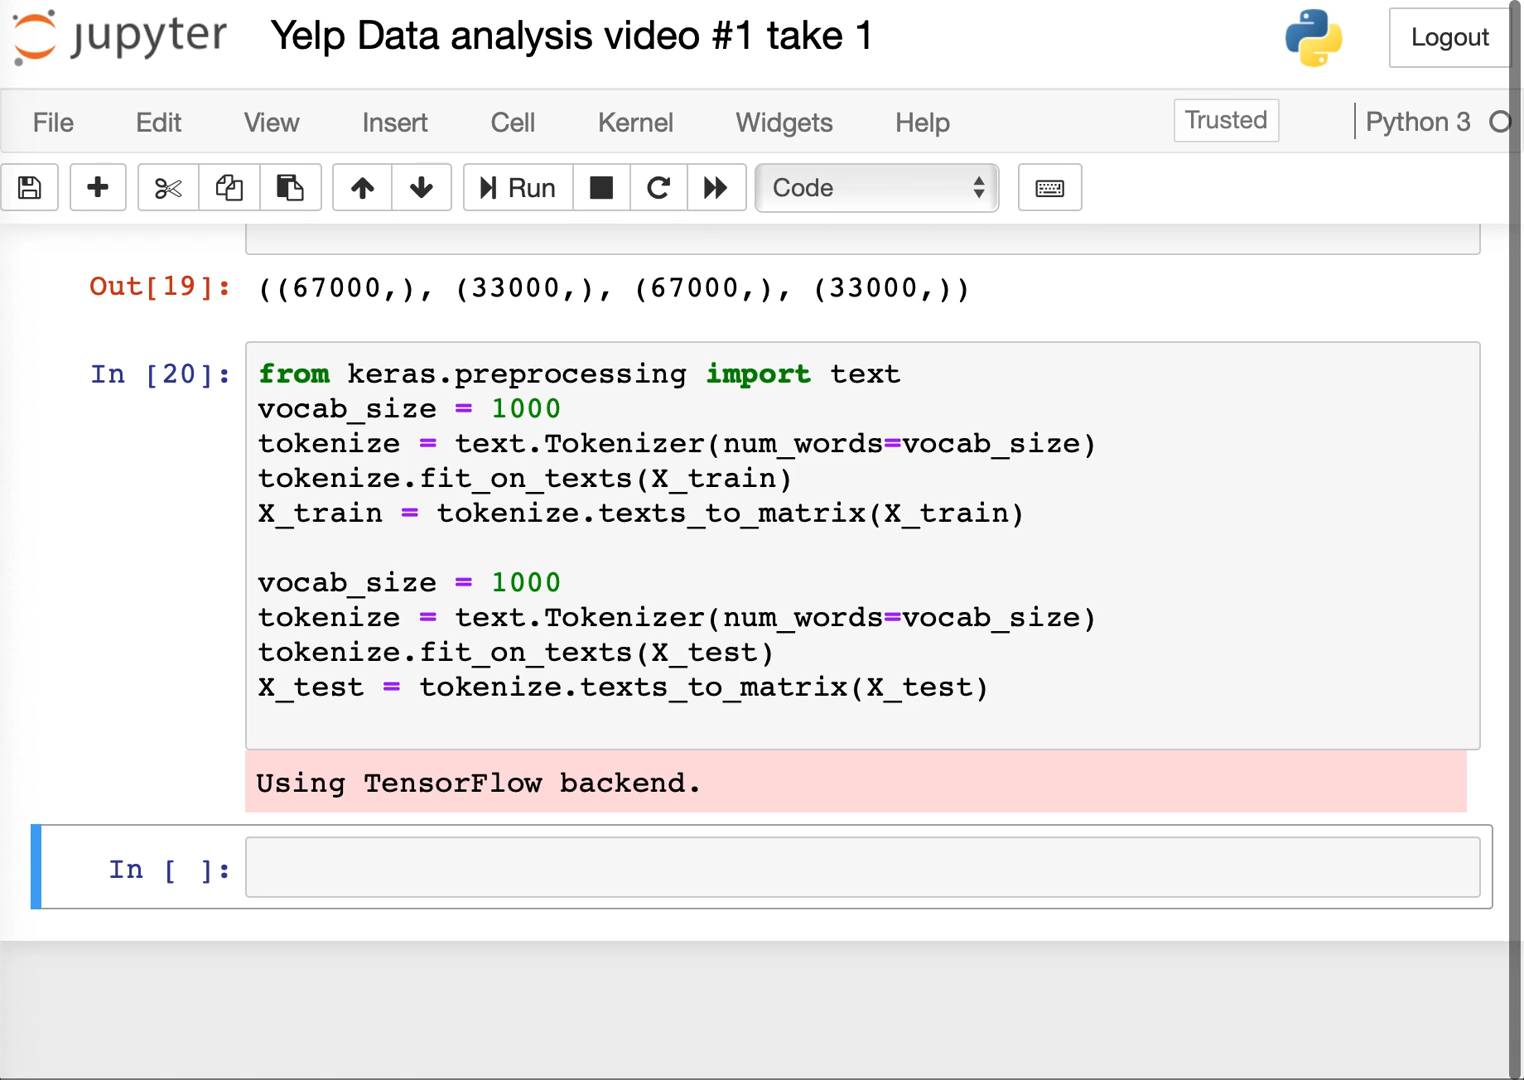 jupyter Yelp Data analysis video #1 take 1 Logout
File Edit View Insert Cell Kernel Widgets Help Trusted Python 3
Run Code
Out[19]: ((67000,), (33000,), (67000,), (33000,))
In [20]: from keras.preprocessing import text
vocab_size = 1000
tokenize = text.Tokenizer(num_words=vocab_size)
tokenize.fit_on_texts(X_train)
X_train = tokenize.texts_to_matrix(X_train)
vocab_size = 1000
tokenize = text.Tokenizer(num_words=vocab_size)
tokenize.fit_on_texts(X_test)
X_test = tokenize.texts_to_matrix(X_test)
Using TensorFlow backend.
In [ ]: